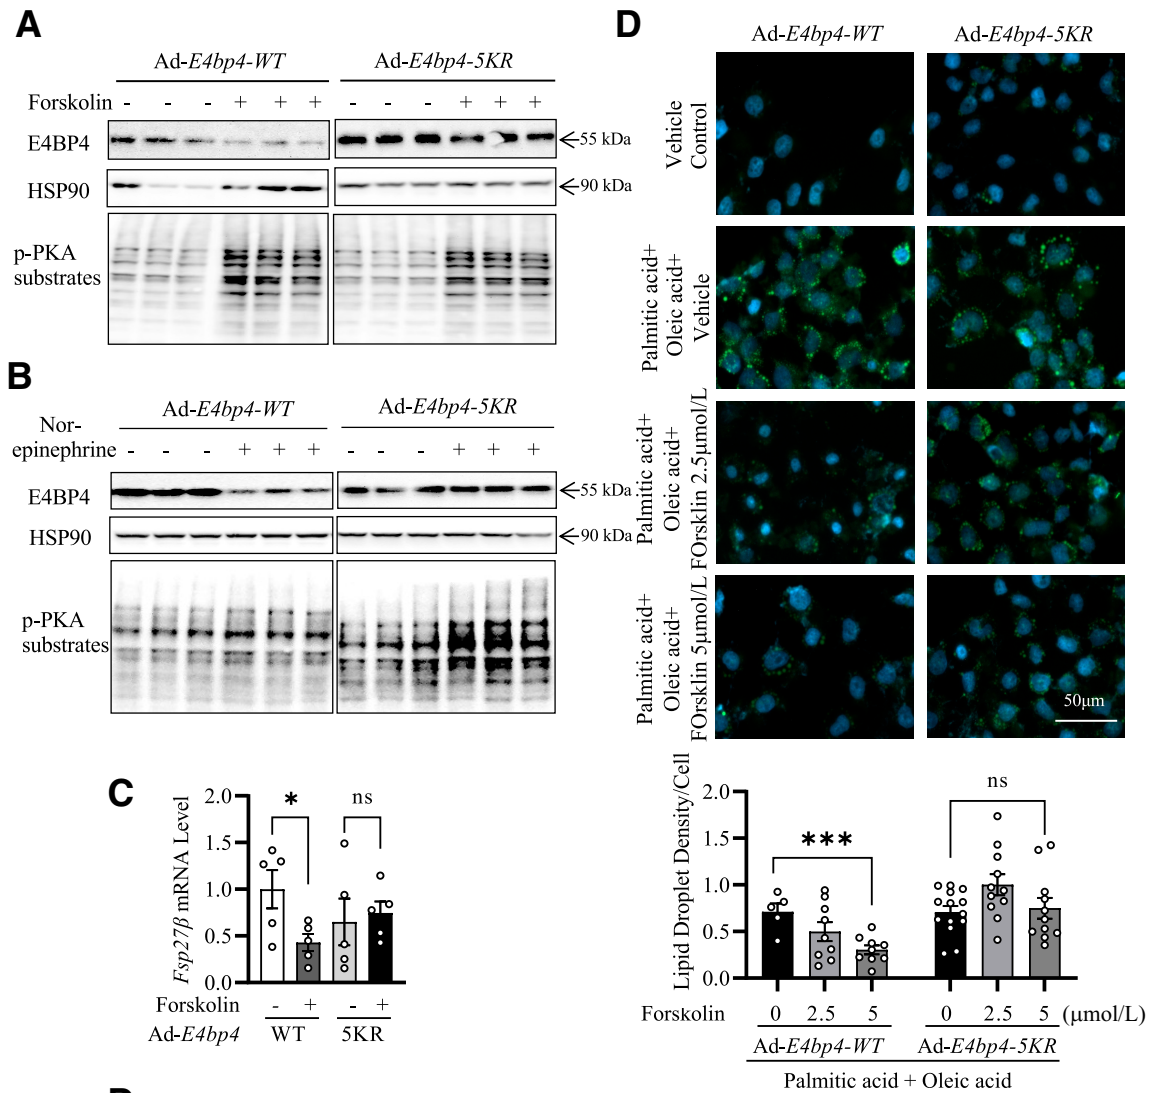 A
Ad-E4bp4-WT
Ad-E4bp4-5KR
Forskolin - - - + + + - - - + + +
E4BP4
55 kDa
HSP90
90 kDa
p-PKA
substrates
B
Ad-E4bp4-WT
Ad-E4bp4-5KR
Nor-
epinephrine - - - + + + - - - + + +
E4BP4
55 kDa
HSP90
90 kDa
p-PKA
substrates
C
Fsp27β mRNA Level
2.0
1.5
1.0
0.5
0.0
*
ns
Forskolin - + - +
Ad-E4bp4 WT 5KR
D
Ad-E4bp4-WT
Ad-E4bp4-5KR
Vehicle
Control
Palmitic acid+
Oleic acid+
Vehicle
Palmitic acid+
Oleic acid+
FOrsklin 2.5μmol/L
Palmitic acid+
Oleic acid+
FOrsklin 5μmol/L
50μm
Lipid Droplet Density/Cell
2.0
1.5
1.0
0.5
0.0
***
ns
Forskolin 0 2.5 5 0 2.5 5 (μmol/L)
Ad-E4bp4-WT Ad-E4bp4-5KR
Palmitic acid + Oleic acid